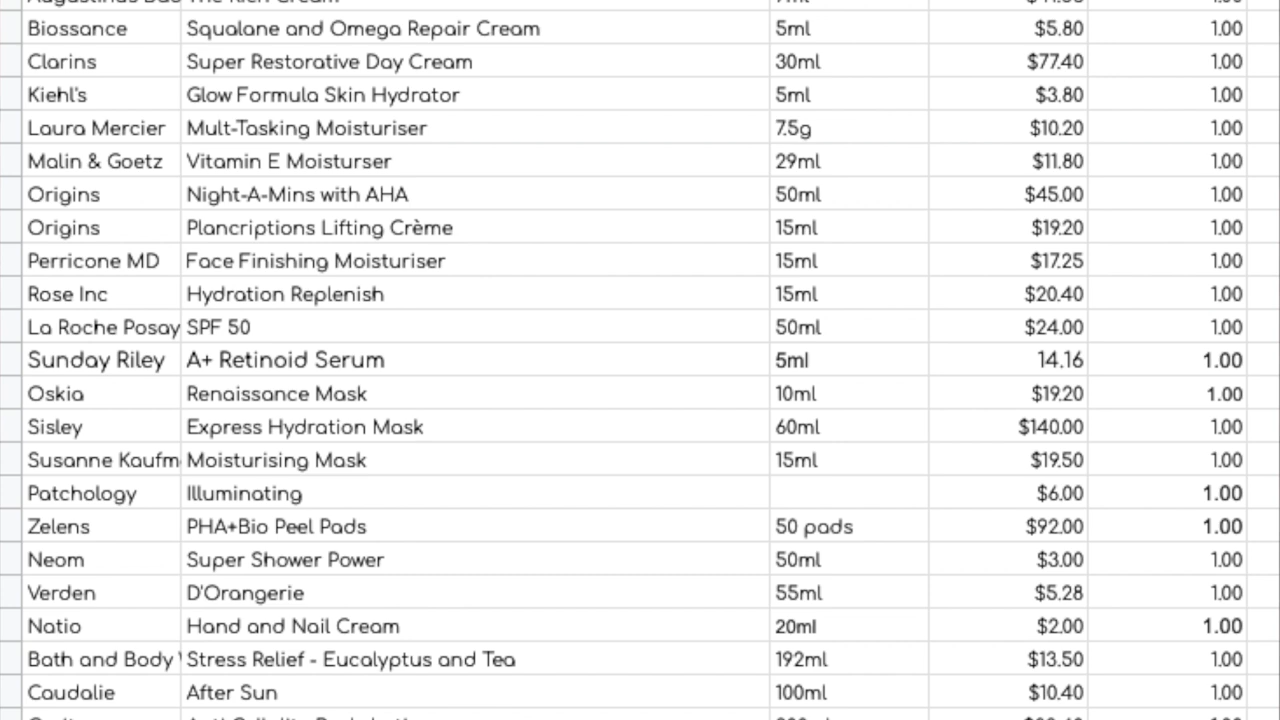 Biossance Squalane and Omega Repair Cream 5ml $5.80 1.00
Clarins Super Restorative Day Cream 30ml $77.40 1.00
Kiehl's Glow Formula Skin Hydrator 5ml $3.80 1.00
Laura Mercier Mult-Tasking Moisturiser 7.5g $10.20 1.00
Malin & Goetz Vitamin E Moisturser 29ml $11.80 1.00
Origins Night-A-Mins with AHA 50ml $45.00 1.00
Origins Plancriptions Lifting Crème 15ml $19.20 1.00
Perricone MD Face Finishing Moisturiser 15ml $17.25 1.00
Rose Inc Hydration Replenish 15ml $20.40 1.00
La Roche Posay SPF 50 50ml $24.00 1.00
Sunday Riley A+ Retinoid Serum 5ml 14.16 1.00
Oskia Renaissance Mask 10ml $19.20 1.00
Sisley Express Hydration Mask 60ml $140.00 1.00
Susanne Kaufm Moisturising Mask 15ml $19.50 1.00
Patchology Illuminating $6.00 1.00
Zelens PHA+Bio Peel Pads 50 pads $92.00 1.00
Neom Super Shower Power 50ml $3.00 1.00
Verden D'Orangerie 55ml $5.28 1.00
Natio Hand and Nail Cream 20ml $2.00 1.00
Bath and Body Stress Relief - Eucalyptus and Tea 192ml $13.50 1.00
Caudalie After Sun 100ml $10.40 1.00